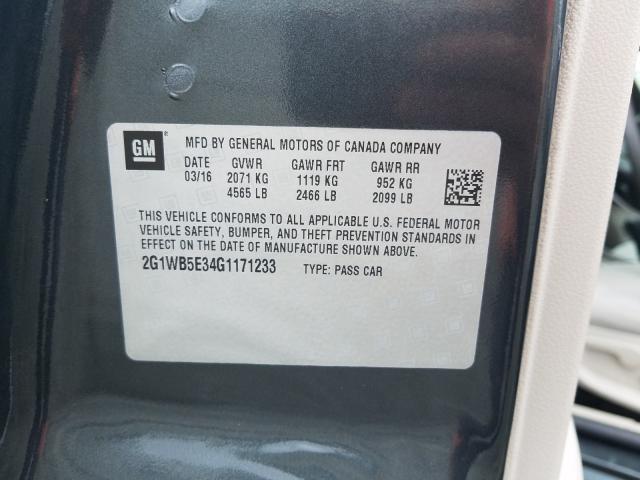 GM®
MFD BY GENERAL MOTORS OF CANADA COMPANY
DATE GVWR GAWR FRT GAWR RR
03/16 2071 KG 1119 KG 952 KG
4565 LB 2466 LB 2099 LB
THIS VEHICLE CONFORMS TO ALL APPLICABLE U.S. FEDERAL MOTOR
VEHICLE SAFETY, BUMPER, AND THEFT PREVENTION STANDARDS IN
EFFECT ON THE DATE OF MANUFACTURE SHOWN ABOVE.
2G1WB5E34G1171233 TYPE: PASS CAR